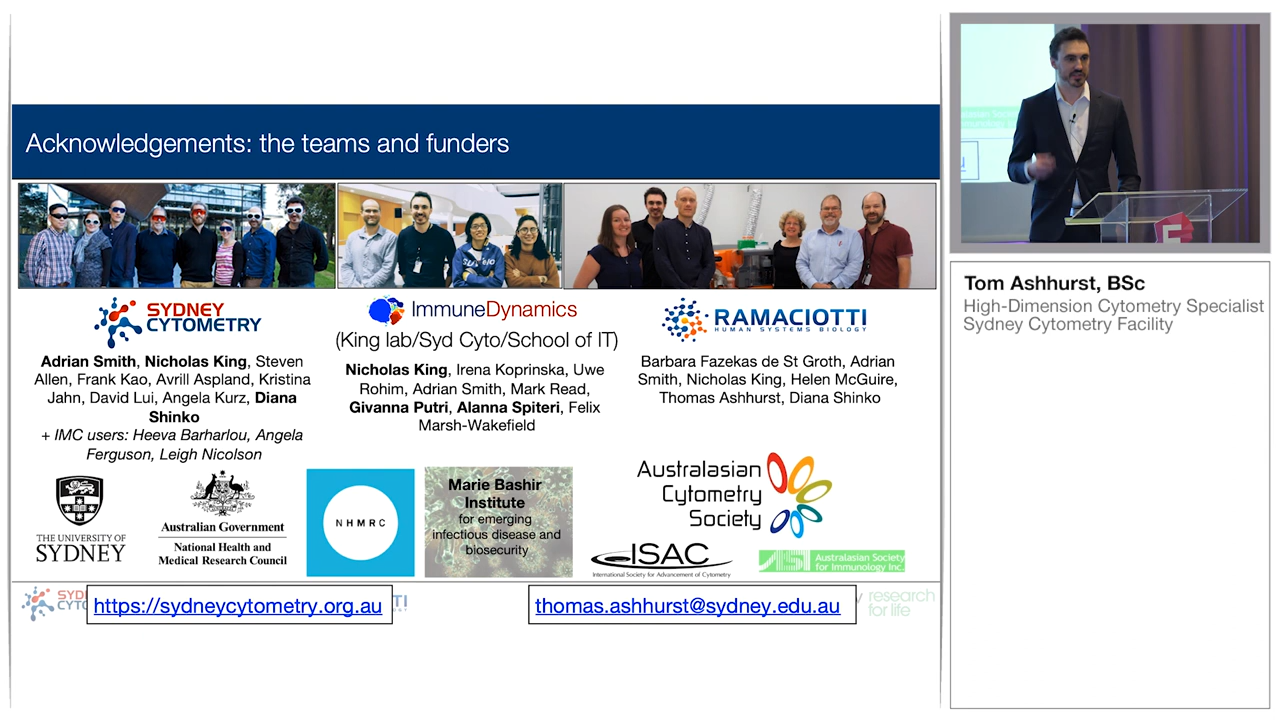 Acknowledgements: the teams and funders
SYDNEY
CYTOMETRY
Adrian Smith, Nicholas King, Steven
Allen, Frank Kao, Avrill Aspland, Kristina
Jahn, David Lui, Angela Kurz, Diana
Shinko
+ IMC users: Heeva Barharlou, Angela
Ferguson, Leigh Nicolson
ImmuneDynamics
(King lab/Syd Cyto/School of IT)
Nicholas King, Irena Koprinska, Uwe
Rohim, Adrian Smith, Mark Read,
Givanna Putri, Alanna Spiteri, Felix
Marsh-Wakefield
RAMACIOTTI
HUMAN SYSTEMS BIOLOGY
Barbara Fazekas de St Groth, Adrian
Smith, Nicholas King, Helen McGuire,
Thomas Ashhurst, Diana Shinko
THE UNIVERSITY OF
SYDNEY
Australian Government
National Health and
Medical Research Council
NHMRC
Marie Bashir
Institute
for emerging
infectious disease and
biosecurity
Australasian
Cytometry
Society
ISAC
International Society for Advancement of Cytometry
ASI
Australasian Society
for Immunology Inc.
https://sydneycytometry.org.au
thomas.ashhurst@sydney.edu.au
research
for life
Tom Ashhurst, BSc
High-Dimension Cytometry Specialist
Sydney Cytometry Facility